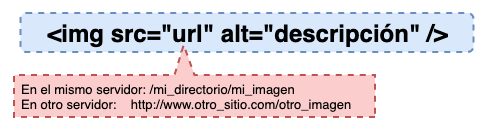 <img src="url" alt="descripción" />
En el mismo servidor: /mi_directorio/mi_imagen
En otro servidor: http://www.otro_sitio.com/otro_imagen